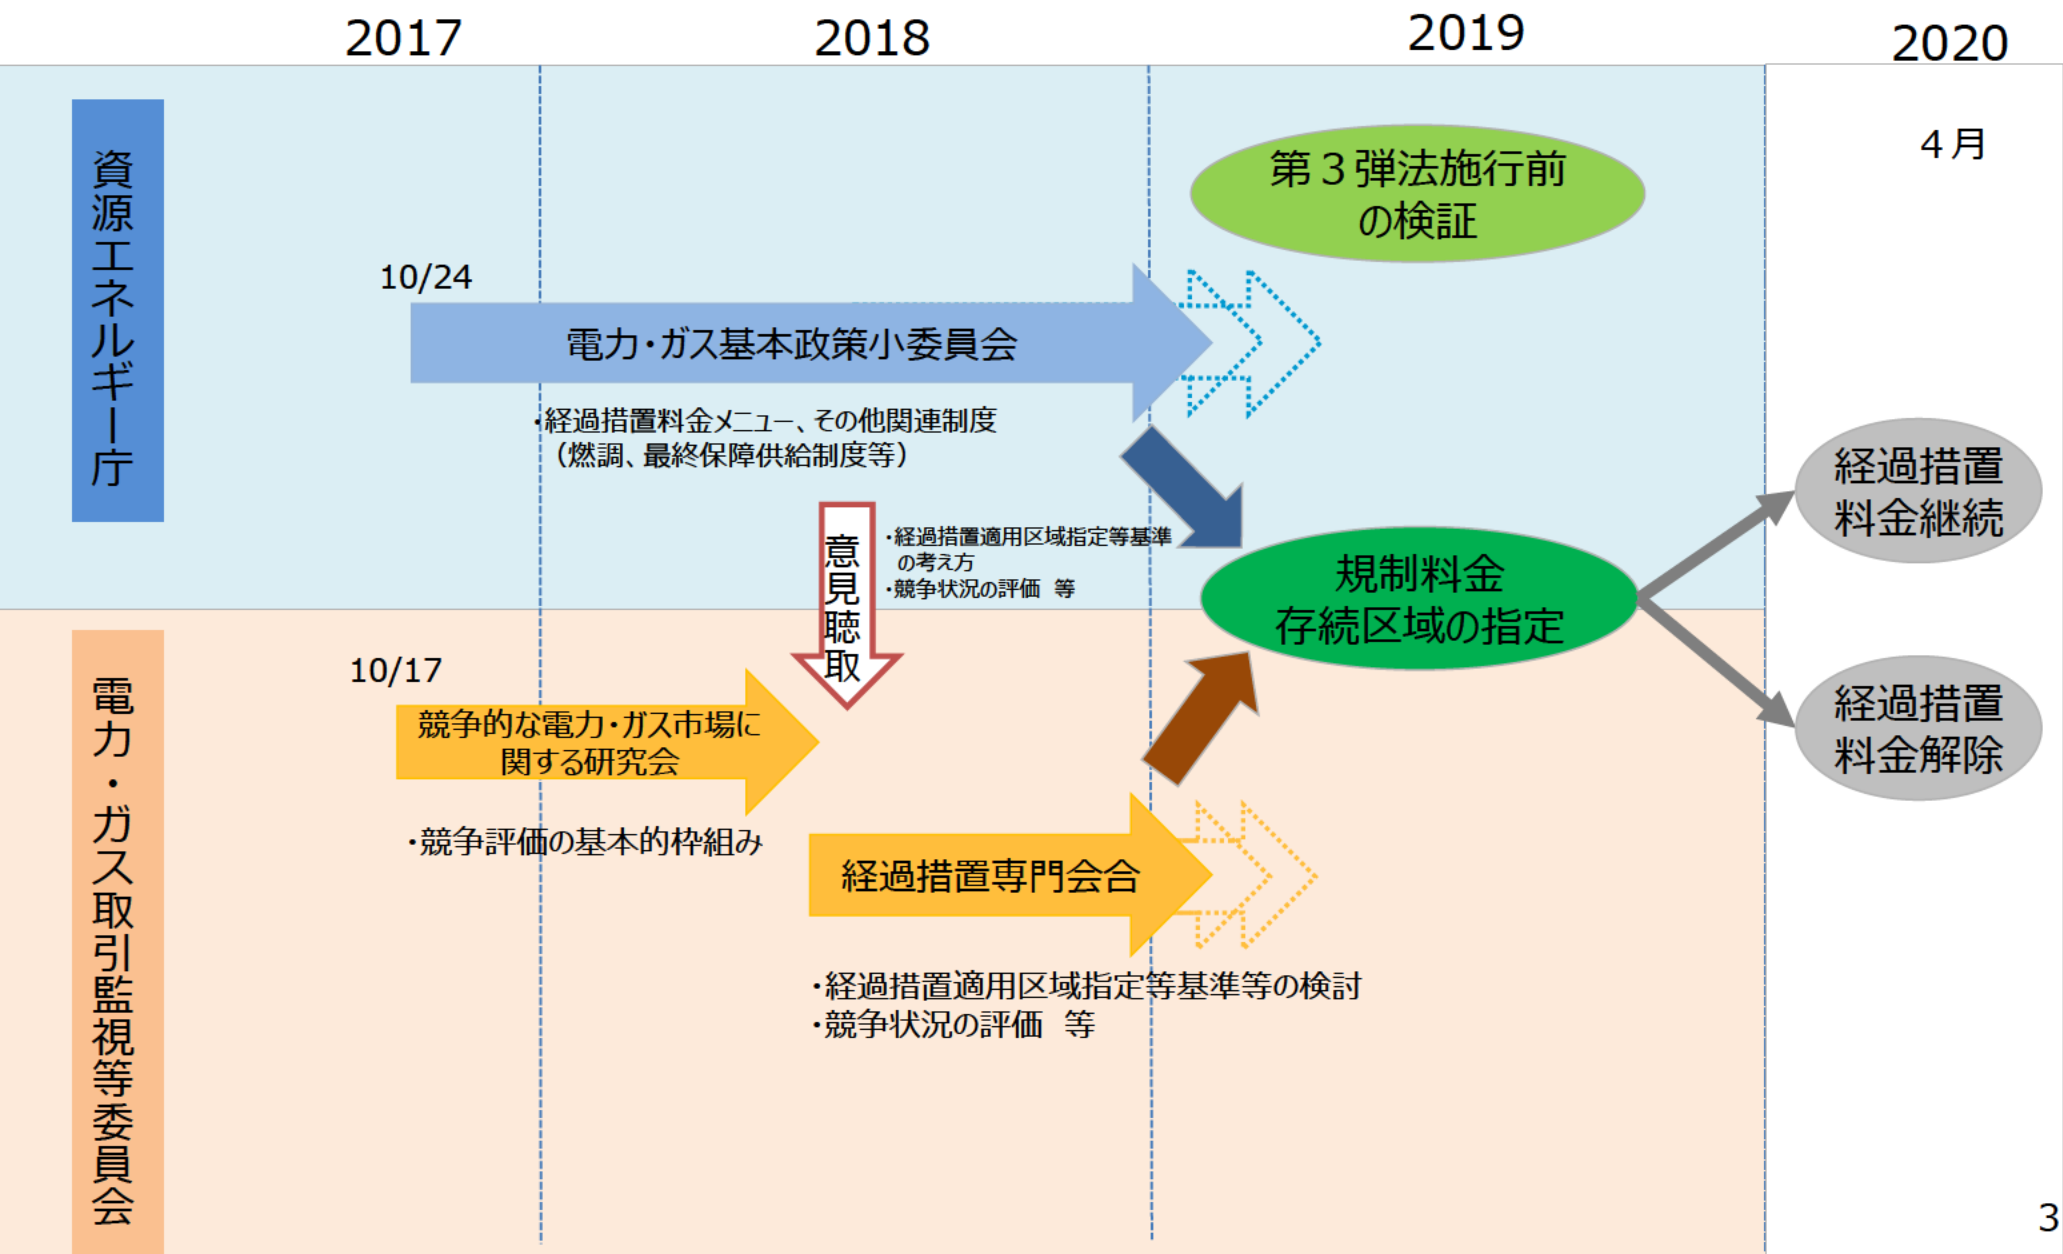 2017
2018
2019
2020
資源エネルギー庁
4月
第3弾法施行前
の検証
10/24
電力・ガス基本政策小委員会
・経過措置料金メニュー、その他関連制度
（燃調、最終保障供給制度等）
意見聴取
・経過措置適用区域指定等基準
の考え方
・競争状況の評価 等
規制料金
存続区域の指定
経過措置
料金継続
経過措置
料金解除
電力・ガス取引監視等委員会
10/17
競争的な電力・ガス市場に
関する研究会
・競争評価の基本的枠組み
経過措置専門会合
・経過措置適用区域指定等基準等の検討
・競争状況の評価 等
3